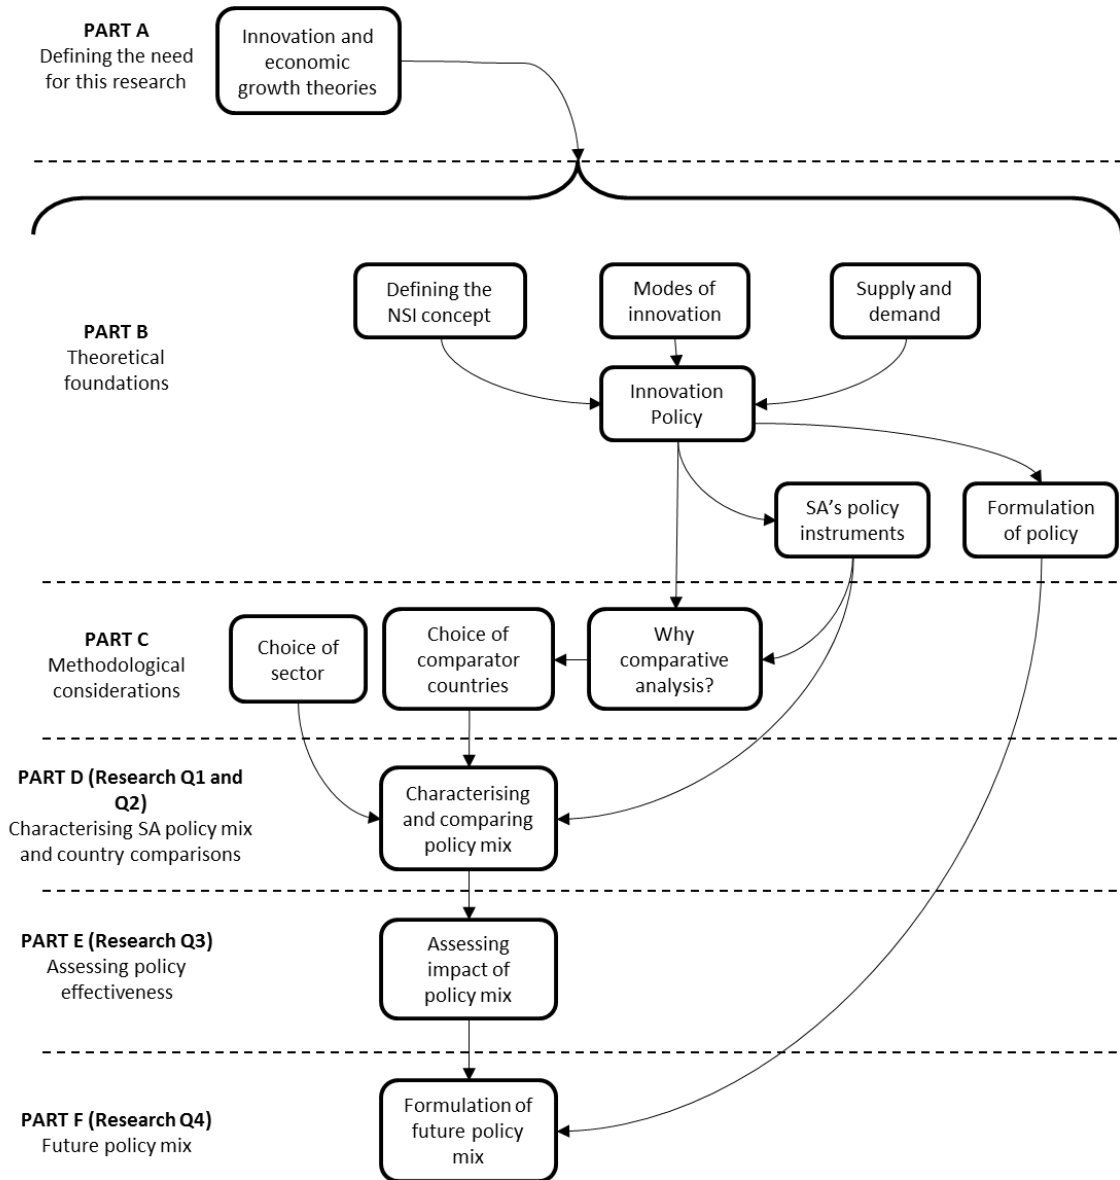 PART A
Defining the need
for this research
Innovation and
economic
growth theories
PART B
Theoretical
foundations
Defining the
NSI concept
Modes of
innovation
Supply and
demand
Innovation
Policy
SA's policy
instruments
Formulation
of policy
PART C
Methodological
considerations
Choice of
sector
Choice of
comparator
countries
Why
comparative
analysis?
PART D (Research Q1 and
Q2)
Characterising SA policy mix
and country comparisons
Characterising
and comparing
policy mix
PART E (Research Q3)
Assessing policy
effectiveness
Assessing
impact of
policy mix
PART F (Research Q4)
Future policy mix
Formulation of
future policy
mix